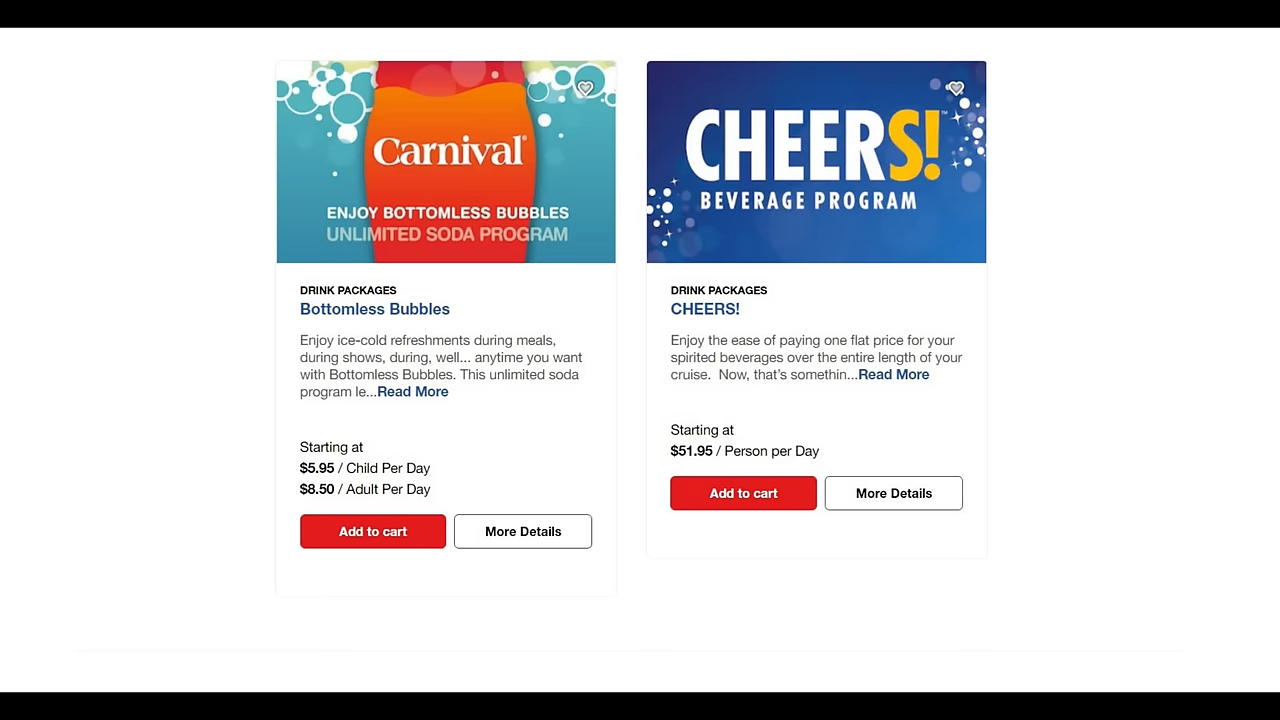 Carnival®
ENJOY BOTTOMLESS BUBBLES
UNLIMITED SODA PROGRAM
DRINK PACKAGES
Bottomless Bubbles
Enjoy ice-cold refreshments during meals,
during shows, during, well... anytime you want
with Bottomless Bubbles. This unlimited soda
program le...Read More
Starting at
$5.95 / Child Per Day
$8.50 / Adult Per Day
Add to cart
More Details
CHEERS!™
BEVERAGE PROGRAM
DRINK PACKAGES
CHEERS!
Enjoy the ease of paying one flat price for your
spirited beverages over the entire length of your
cruise.  Now, that's somethin...Read More
Starting at
$51.95 / Person per Day
Add to cart
More Details